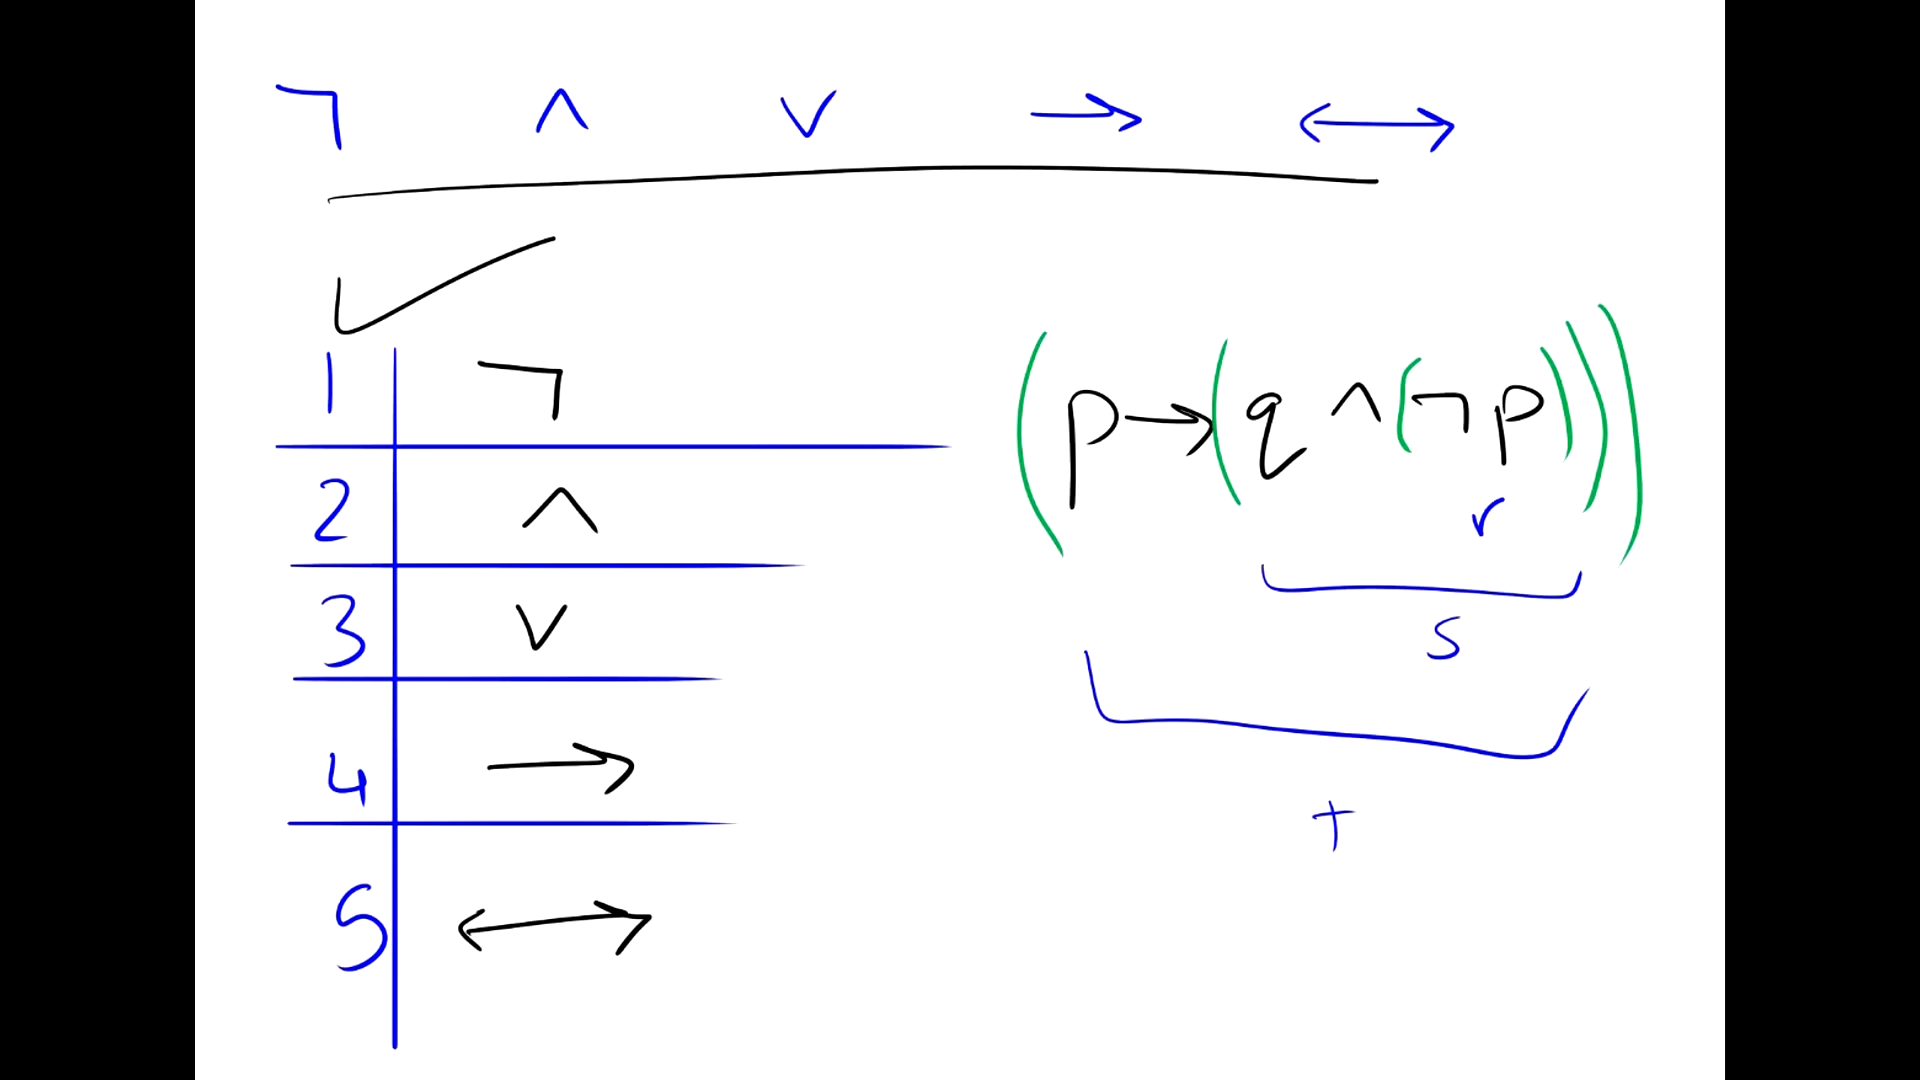 ¬ ∧ ∨ → ↔
1 ¬
2 ∧
3 ∨
4 →
5 ↔
(p→(q∧(¬p)))
r
s
t